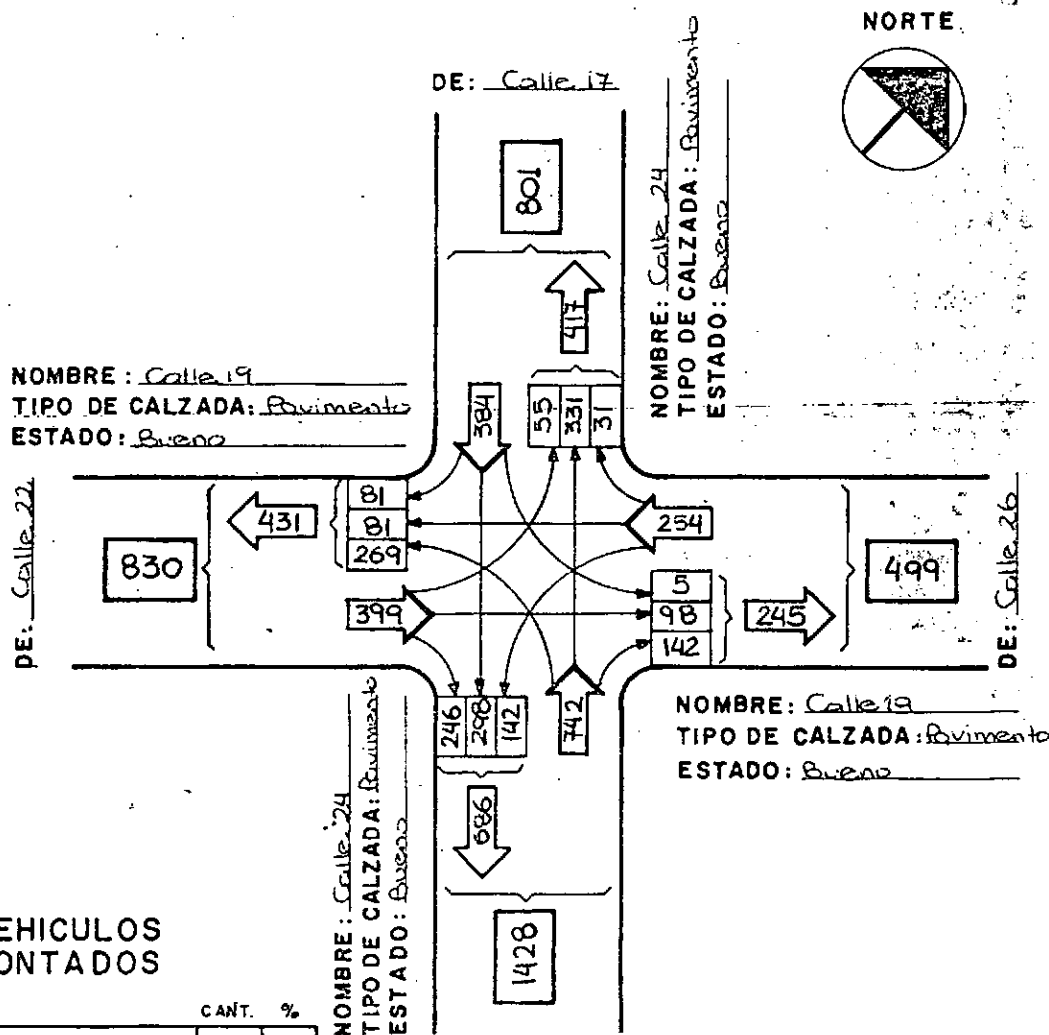 NORTE
DE: Calle 17
801
NOMBRE: Calle 24
TIPO DE CALZADA: Pavimento
ESTADO: Bueno
417
NOMBRE: Calle 19
TIPO DE CALZADA: Pavimento
ESTADO: Bueno
384
55 331 31
DE: Calle 22
830
431
81
81
269
254
399
5
98
142
245
499
DE: Calle 26
246 298 142
742
686
1428
NOMBRE: Calle 19
TIPO DE CALZADA: Pavimento
ESTADO: Bueno
NOMBRE: Calle 24
TIPO DE CALZADA: Pavimento
ESTADO: Bueno
EHICULOS
ONTADOS
CANT. %